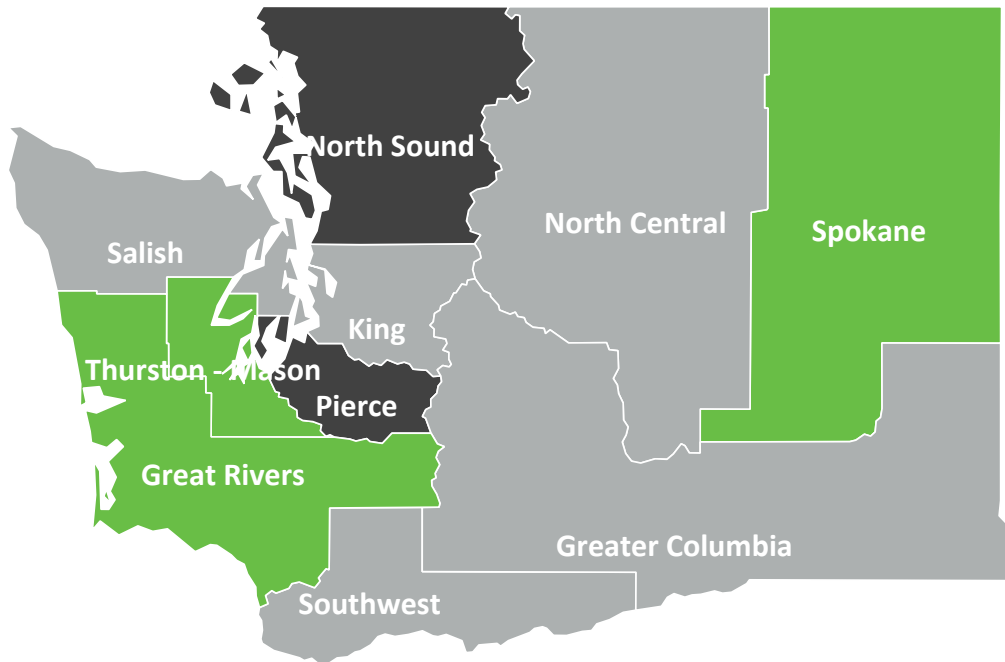 North Sound
North Central
Spokane
Salish
King
Thurston - Mason
Pierce
Great Rivers
Greater Columbia
Southwest